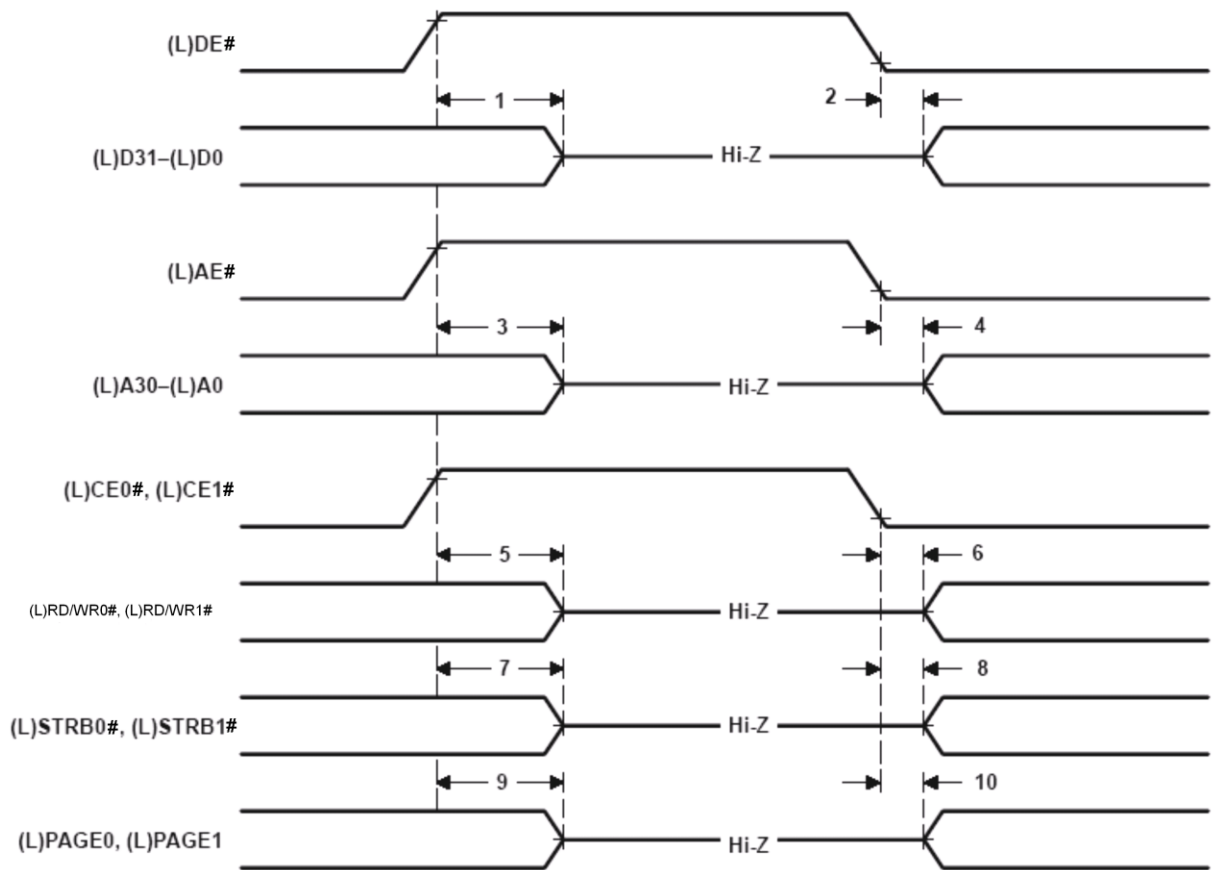 (L)DE#
1
2
(L)D31–(L)D0
Hi-Z
(L)AE#
3
4
(L)A30–(L)A0
Hi-Z
(L)CE0#, (L)CE1#
5
6
(L)RD/WR0#, (L)RD/WR1#
Hi-Z
7
8
(L)STRB0#, (L)STRB1#
Hi-Z
9
10
(L)PAGE0, (L)PAGE1
Hi-Z